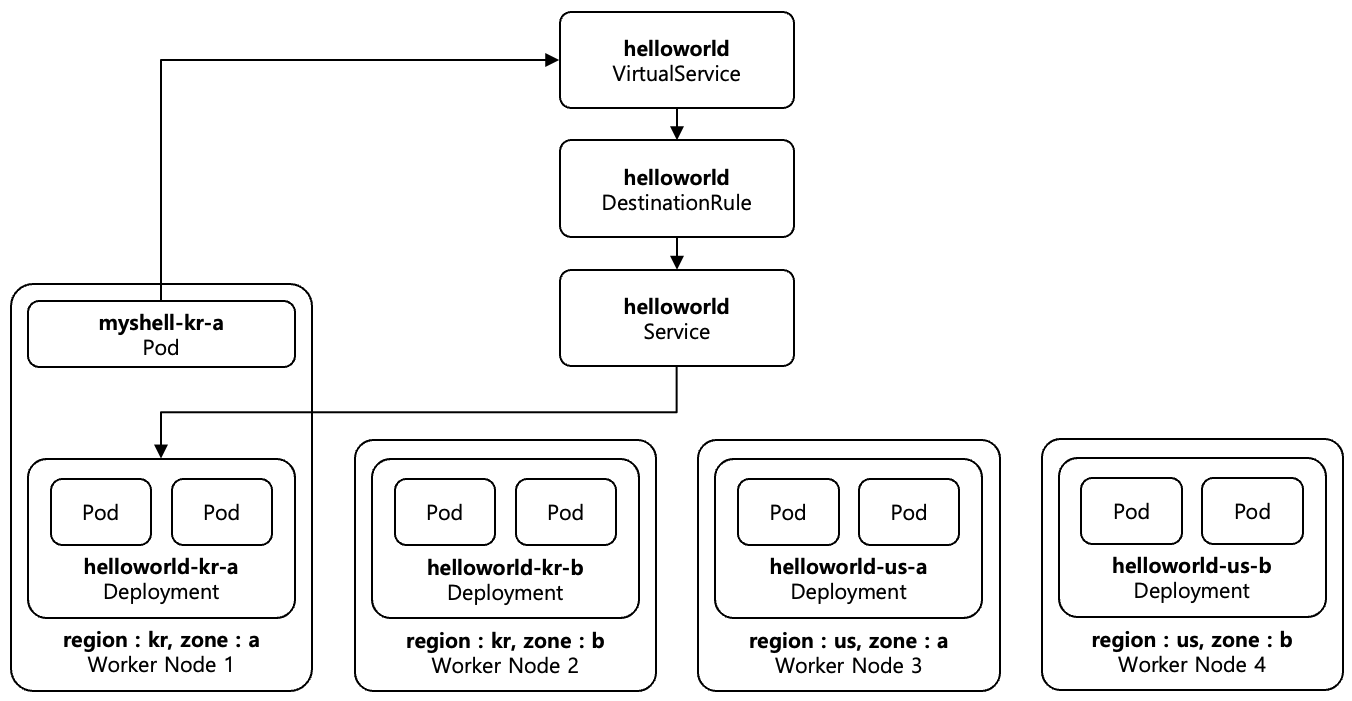 helloworld
VirtualService
helloworld
DestinationRule
helloworld
Service
myshell-kr-a
Pod
Pod
Pod
helloworld-kr-a
Deployment
region : kr, zone : a
Worker Node 1
Pod
Pod
helloworld-kr-b
Deployment
region : kr, zone : b
Worker Node 2
Pod
Pod
helloworld-us-a
Deployment
region : us, zone : a
Worker Node 3
Pod
Pod
helloworld-us-b
Deployment
region : us, zone : b
Worker Node 4